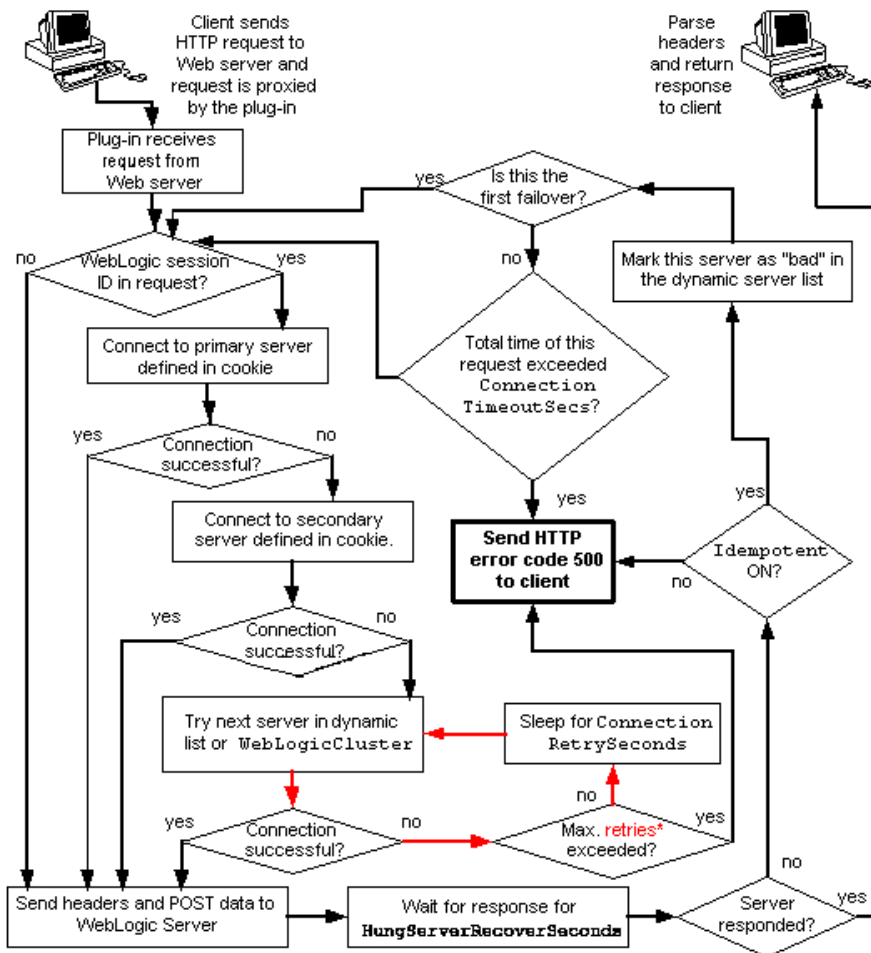 Client sends
HTTP request to
Web server and
request is proxied
by the plug-in
Parse
headers
and return
response
to client
Plug-in receives
request from
Web server
yes
Is this the
first failover?
no
WebLogic session
ID in request?
yes
no
Mark this server as "bad" in
the dynamic server list
Connect to primary server
defined in cookie
Total time of this
request exceeded
Connection
TimeoutSecs?
yes
Connection
successful?
no
yes
yes
Connect to secondary
server defined in cookie.
Send HTTP
error code 500
to client
Idempotent
ON?
no
yes
Connection
successful?
no
Try next server in dynamic
list or WebLogicCluster
Sleep for Connection
RetrySeconds
no
yes
Connection
successful?
no
Max. retries*
exceeded?
yes
no
Send headers and POST data to
WebLogic Server
Wait for response for
HungServerRecoverSeconds
Server
responded?
yes